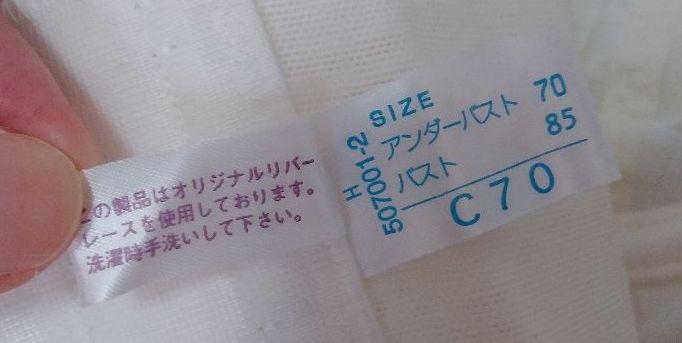 この製品はオリジナルリバー
レースを使用しております。
洗濯時手洗いして下さい。
H
507001-2
SIZE
アンダーバスト 70
バスト 85
C70